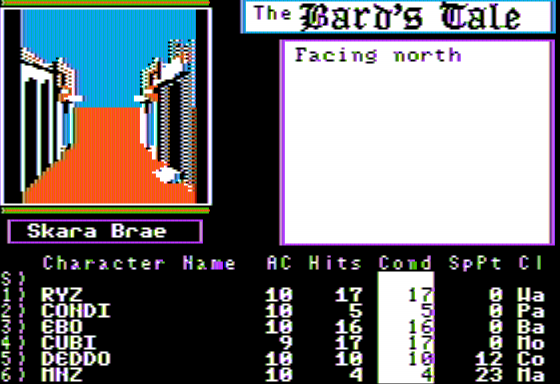 The Bard's Tale
Facing north
Skara Brae
Character Name AC Hits Cond SpPt Cl
S)
1) RYZ 10 17 17 0 Wa
2) CONDI 10 5 5 0 Pa
3) EBO 10 16 16 0 Ba
4) CUBI 9 17 17 0 Mo
5) DEDDO 10 10 10 12 Co
6) MNZ 10 4 4 23 Ma